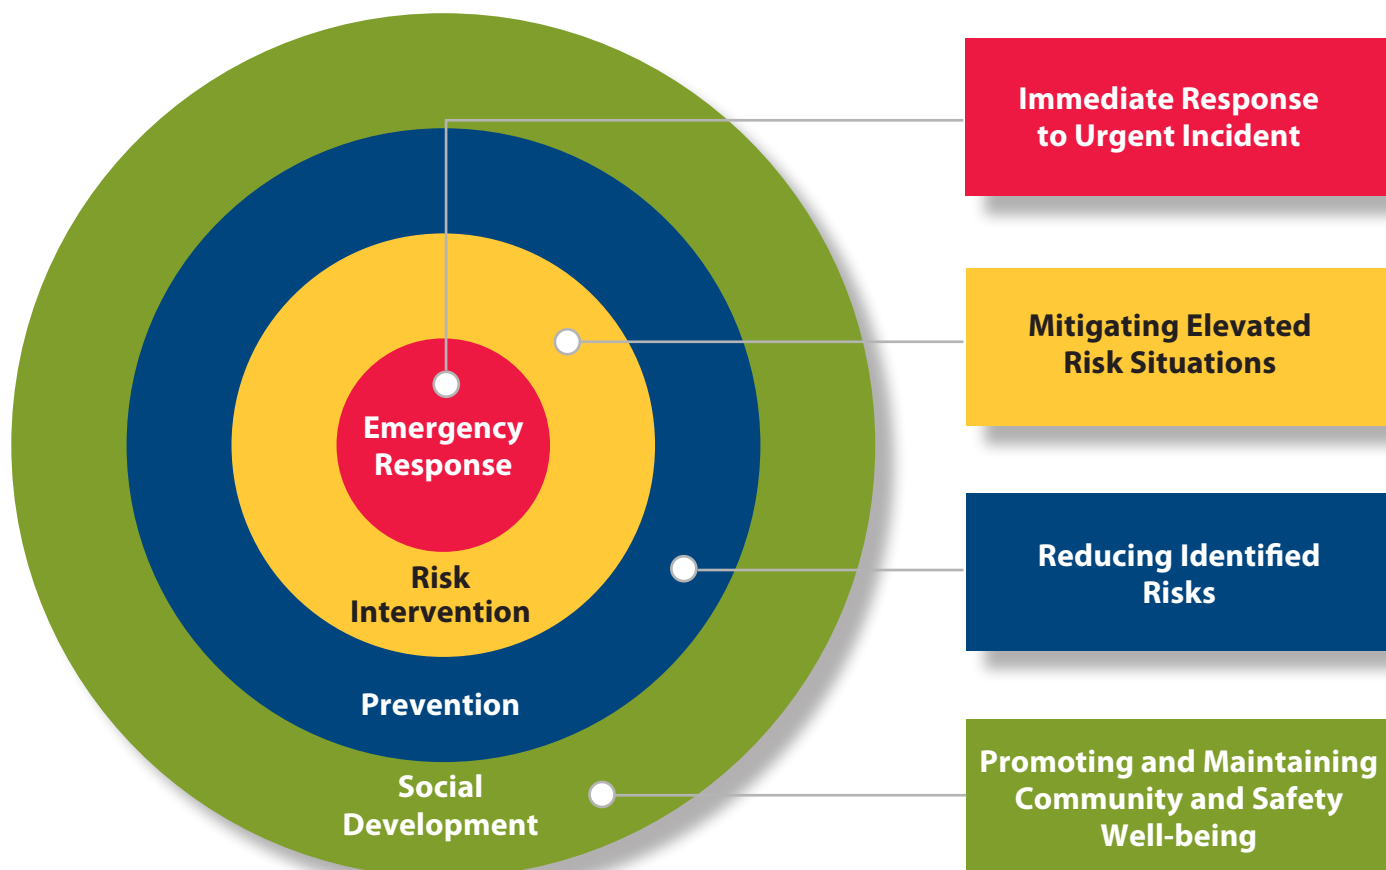 Immediate Response
to Urgent Incident
Mitigating Elevated
Risk Situations
Emergency
Response
Risk
Intervention
Reducing Identified
Risks
Prevention
Social
Development
Promoting and Maintaining
Community and Safety
Well-being